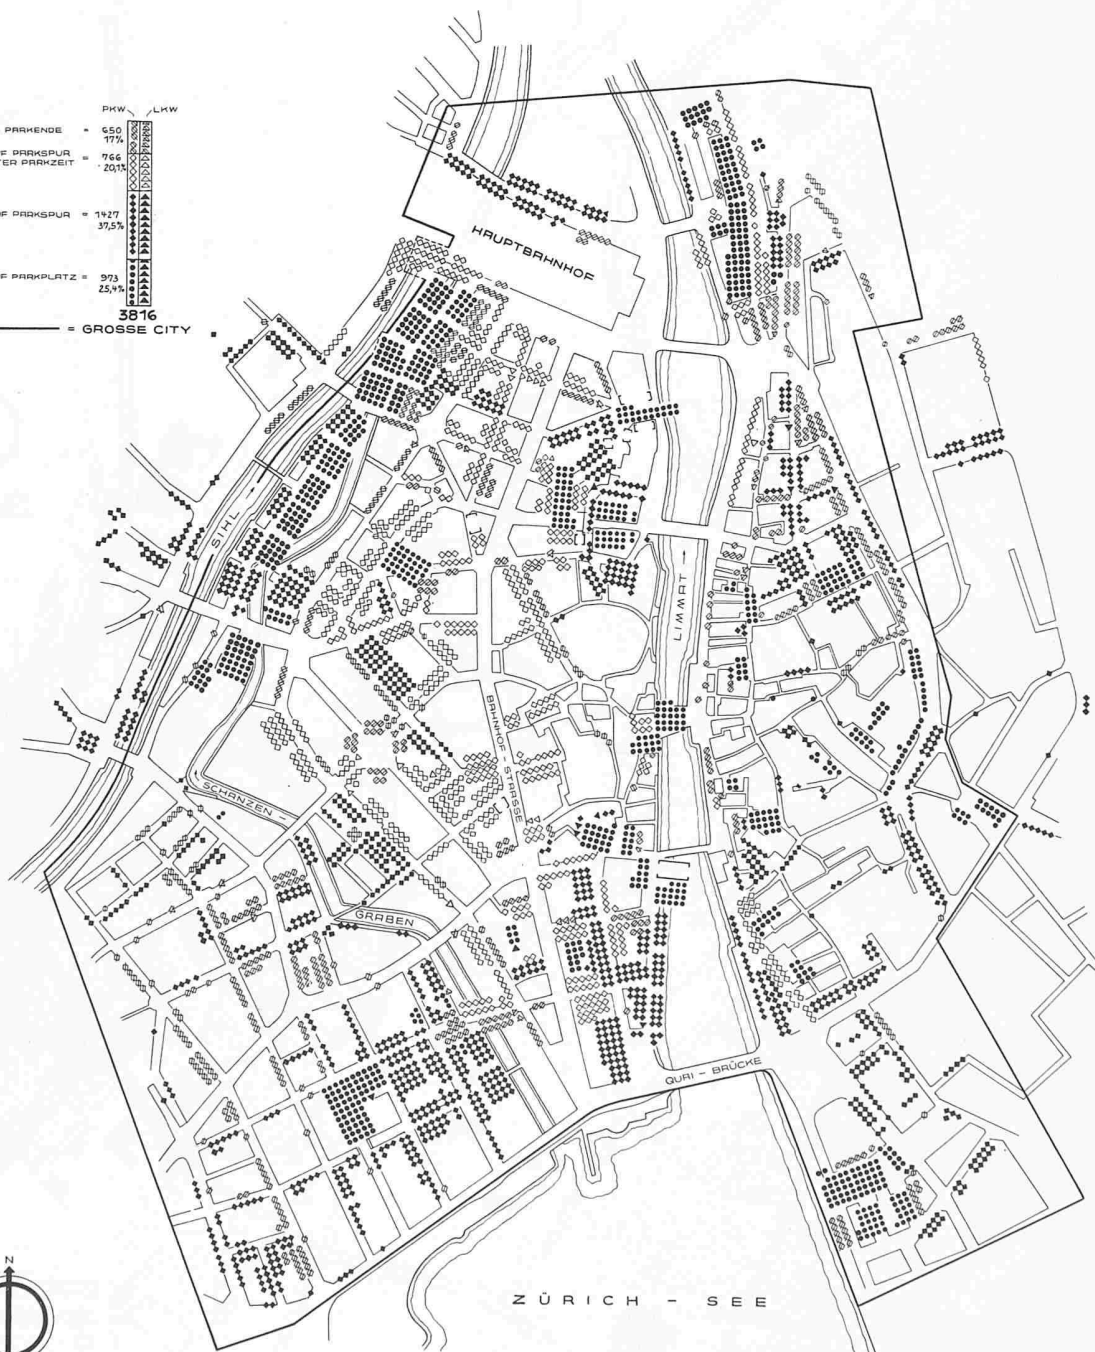 PKW LKW
PARKENDE = 650
17%
F PARKSPUR
TER PARKZEIT = 766
20,1%
F PARKSPUR = 1427
37,5%
F PARKPLATZ = 973
25,4%
3816
= GROSSE CITY
HAUPTBAHNHOF
SIHL
LIMMAT
BAHNHOF - STRASSE
SCHANZEN -
GRABEN
QURI - BRÜCKE
N
ZÜRICH - SEE